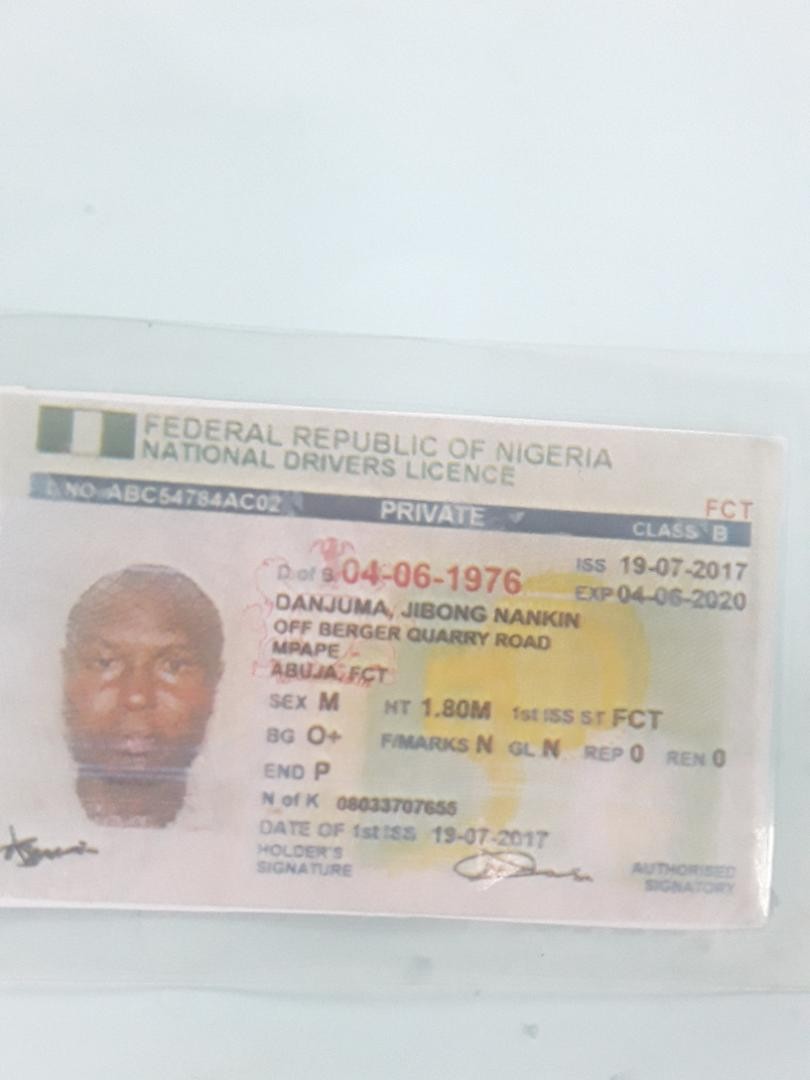 FEDERAL REPUBLIC OF NIGERIA
NATIONAL DRIVERS LICENCE
L NO ABC54784AC02 PRIVATE FCT
CLASS B
D of B 04-06-1976 ISS 19-07-2017
EXP 04-06-2020
DANJUMA, JIBONG NANKIN
OFF BERGER QUARRY ROAD
MPAPE
ABUJA, FCT
SEX M HT 1.80M 1st ISS ST FCT
BG O+ F/MARKS N GL N REP 0 REN 0
END P
N of K 08033707655
DATE OF 1st ISS 19-07-2017
HOLDER'S
SIGNATURE
AUTHORISED
SIGNATORY